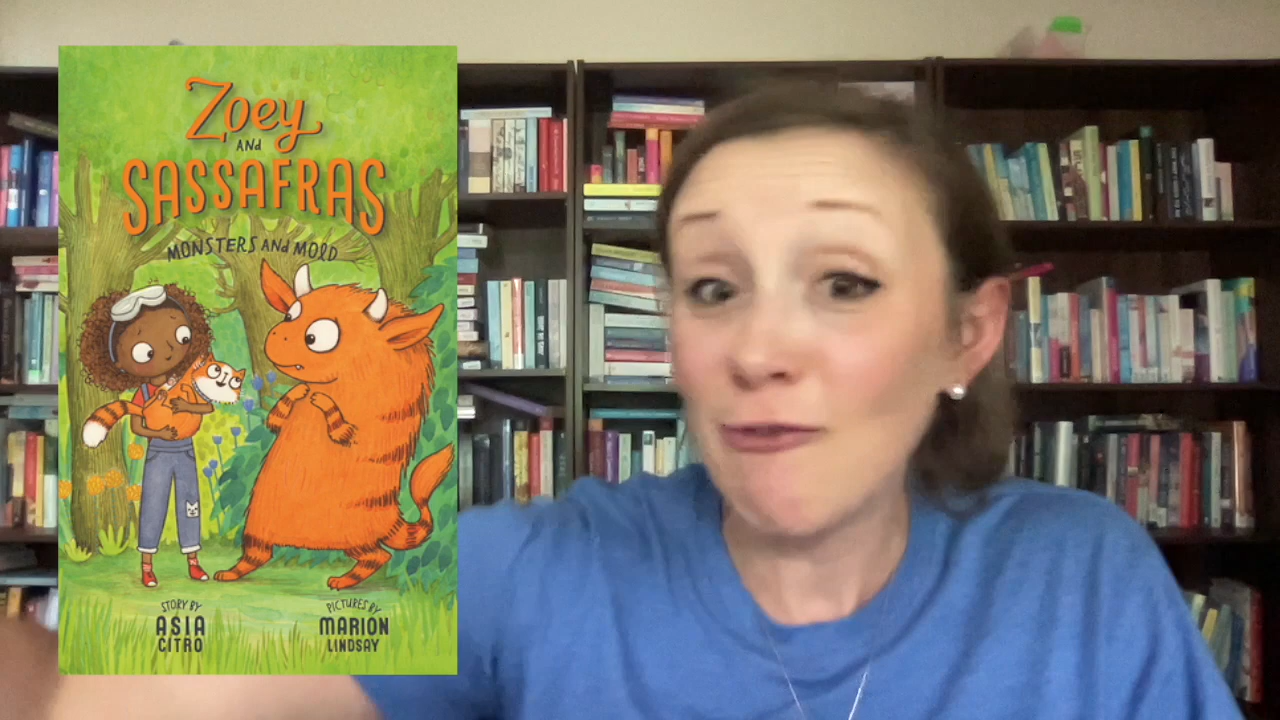 Zoey
AND
SASSAFRAS
MONSTERS AND MOLD
STORY BY
ASIA
CITRO
PICTURES BY
MARION
LINDSAY